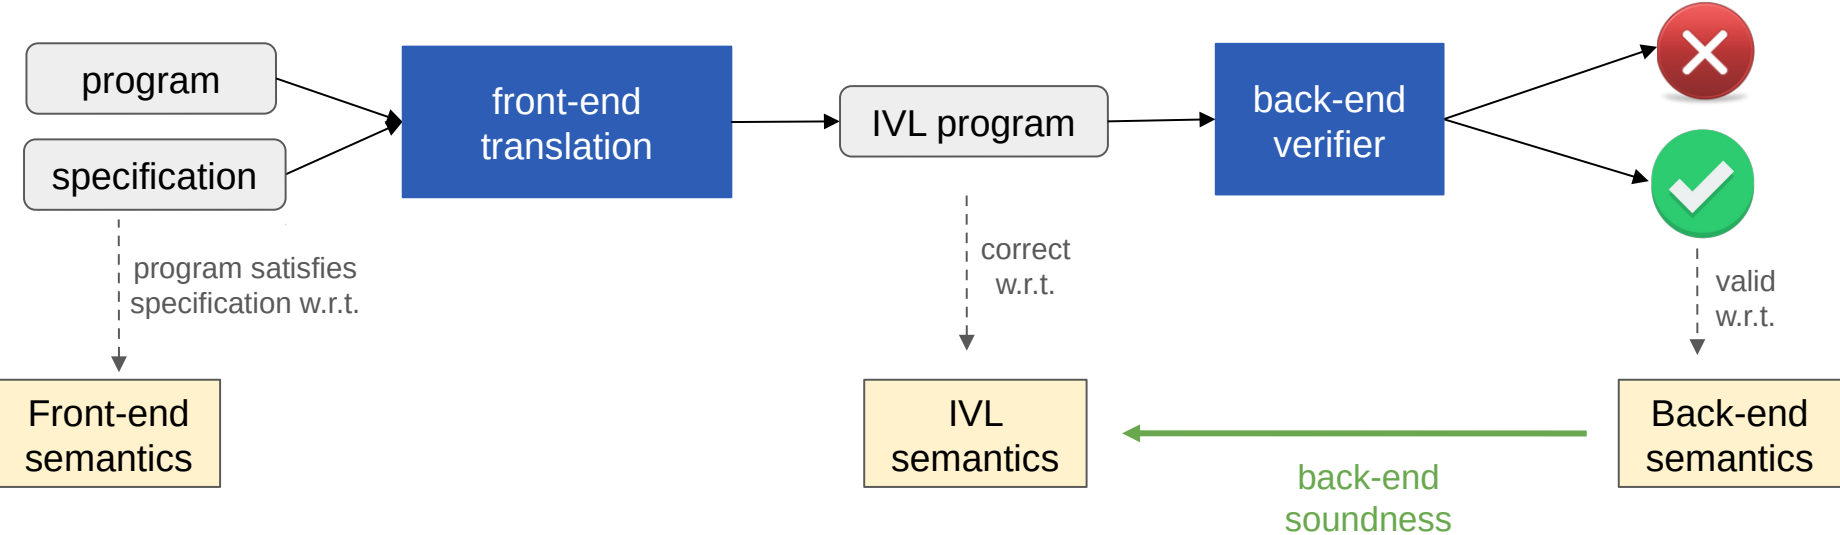 program
specification
front-end
translation
IVL program
back-end
verifier
program satisfies
specification w.r.t.
correct
w.r.t.
valid
w.r.t.
Front-end
semantics
IVL
semantics
back-end
soundness
Back-end
semantics